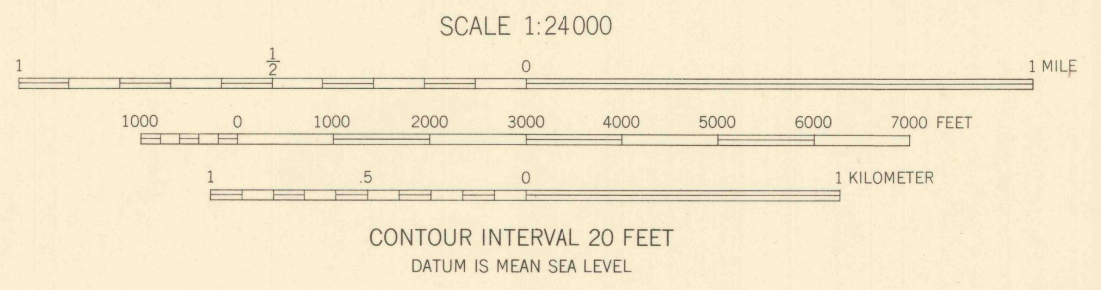 SCALE 1:24000
1 1/2 0 1 MILE
1000 0 1000 2000 3000 4000 5000 6000 7000 FEET
1 .5 0 1 KILOMETER
CONTOUR INTERVAL 20 FEET
DATUM IS MEAN SEA LEVEL